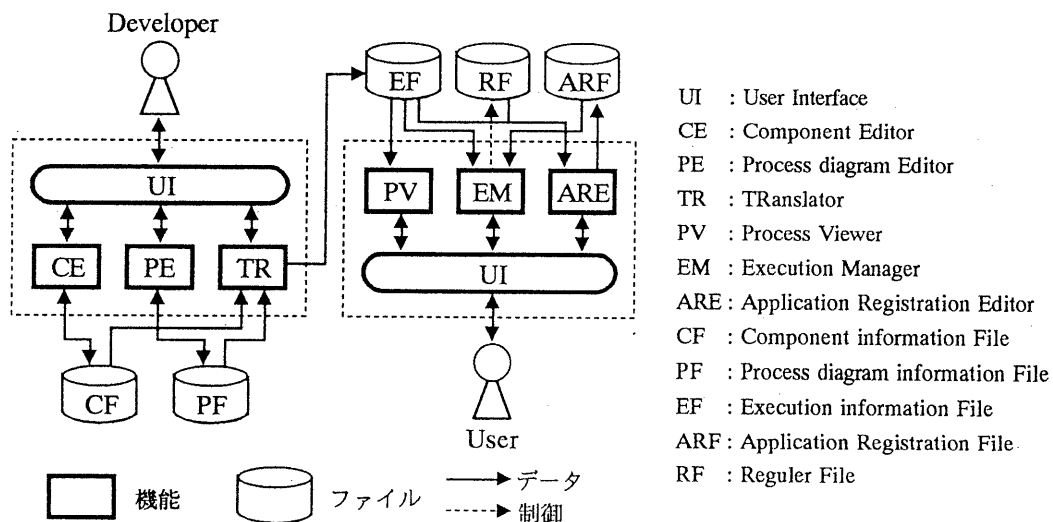 Developer
UI
CE
PE
TR
CF
PF
EF
RF
ARF
PV
EM
ARE
UI
User
UI : User Interface
CE : Component Editor
PE : Process diagram Editor
TR : TRanslator
PV : Process Viewer
EM : Execution Manager
ARE : Application Registration Editor
CF : Component information File
PF : Process diagram information File
EF : Execution information File
ARF : Application Registration File
RF : Reguler File
機能
ファイル
データ
制御